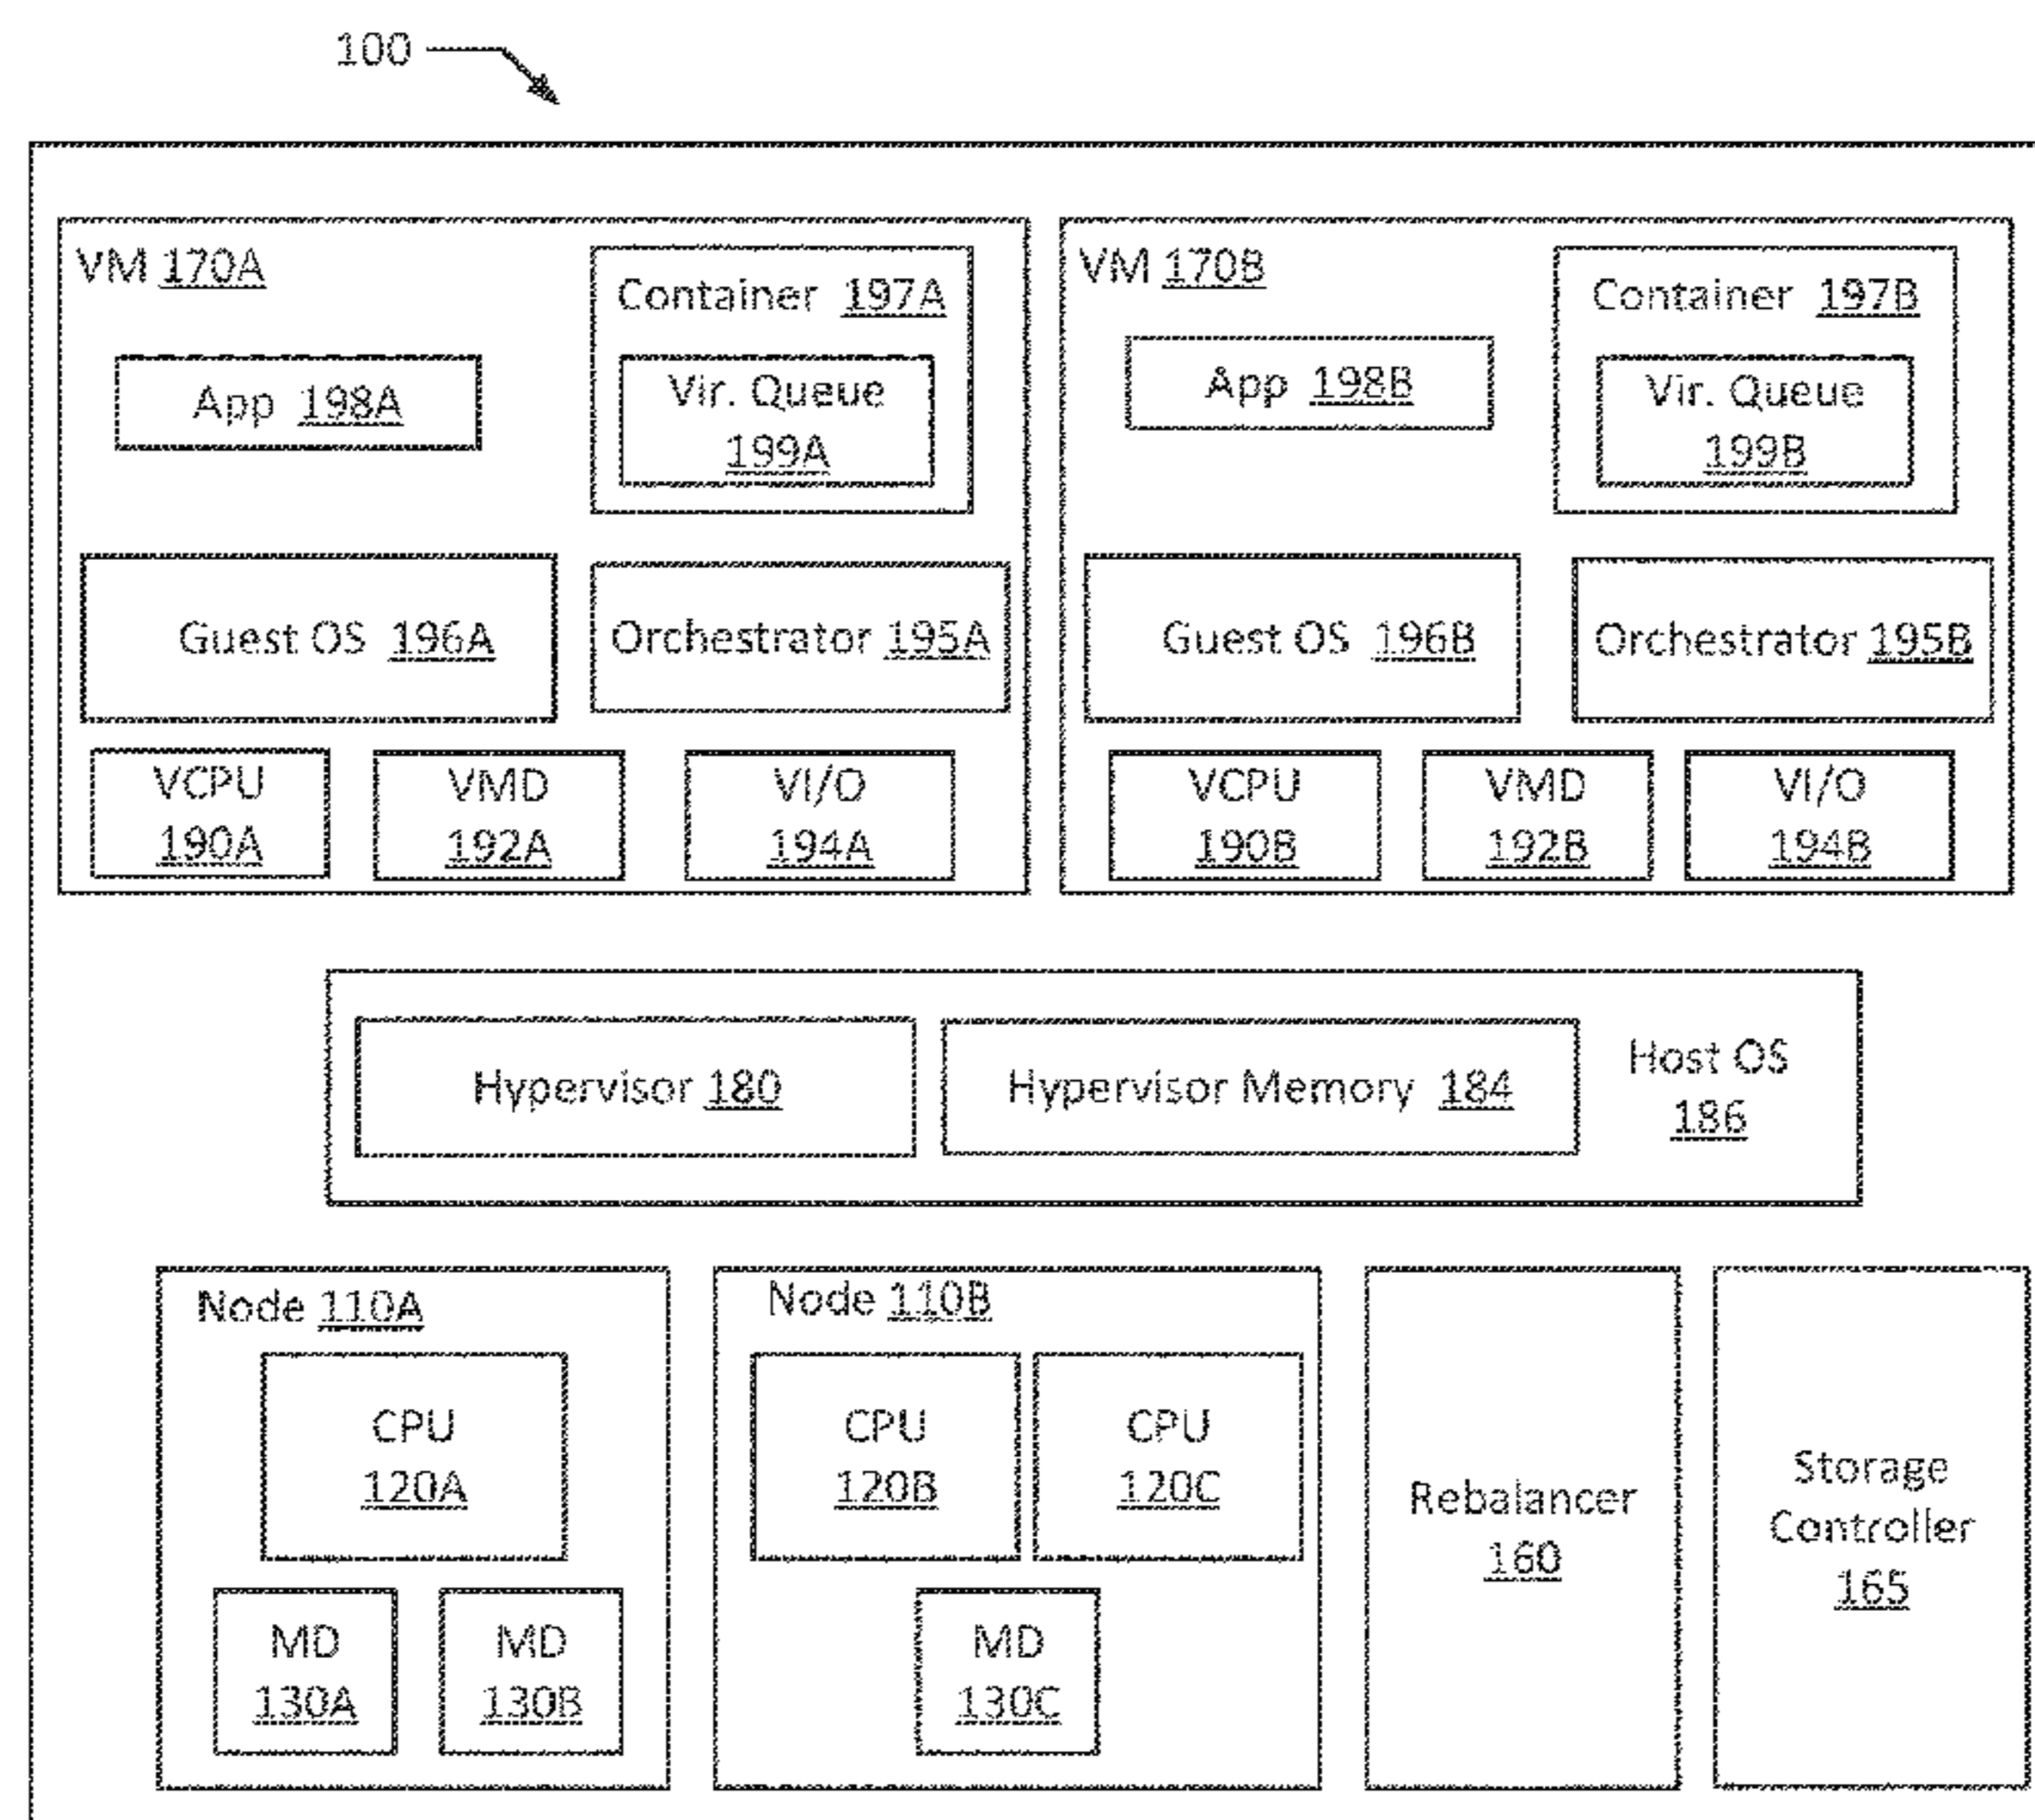 100
VM 170A
Container 197A
App 198A
Vir. Queue
199A
Guest OS 196A
Orchestrator 195A
VCPU
190A
VMD
192A
VI/O
194A
VM 170B
Container 197B
App 198B
Vir. Queue
199B
Guest OS 196B
Orchestrator 195B
VCPU
190B
VMD
192B
VI/O
194B
Hypervisor 180
Hypervisor Memory 184
Host OS
186
Node 110A
CPU
120A
MD
130A
MD
130B
Node 110B
CPU
120B
CPU
120C
MD
130C
Rebalancer
160
Storage
Controller
165